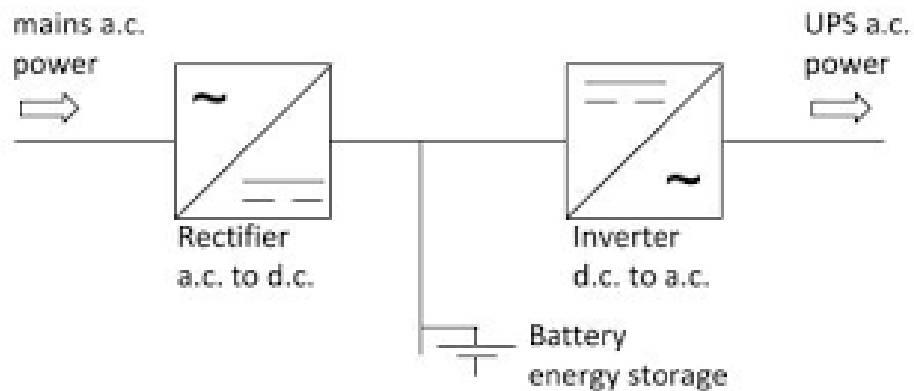 mains a.c.
power
UPS a.c.
power
~
~
Rectifier
a.c. to d.c.
Inverter
d.c. to a.c.
Battery
energy storage